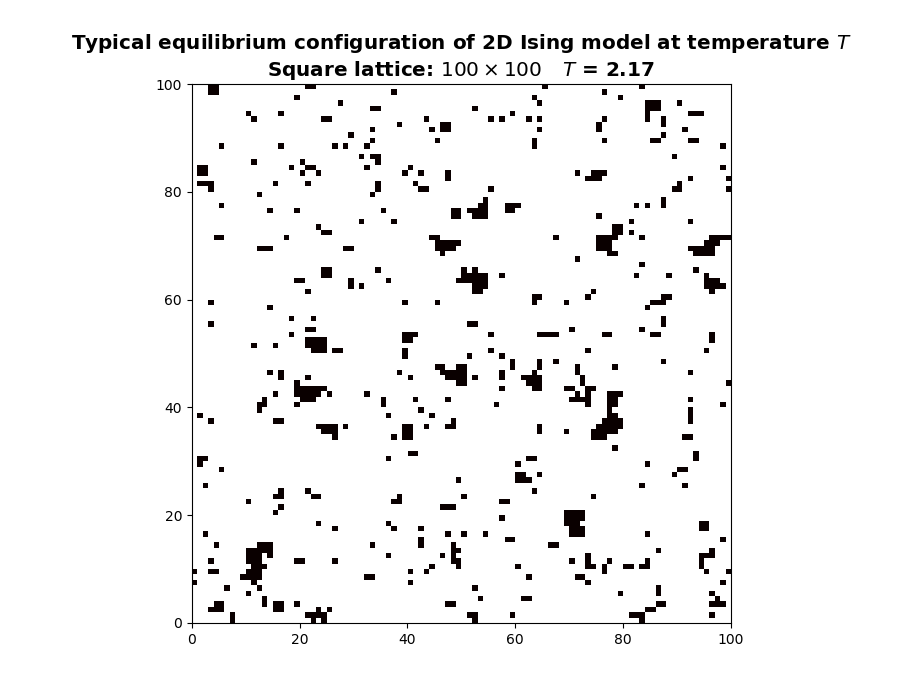 Typical equilibrium configuration of 2D Ising model at temperature T
Square lattice: 100 × 100 T = 2.17
100
80
60
40
20
0
0 20 40 60 80 100